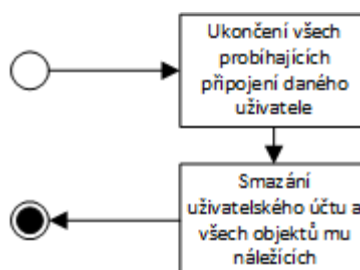 Ukončení všech
probíhajících
připojení daného
uživatele
Smazání
uživatelského účtu a
všech objektů mu
náležících